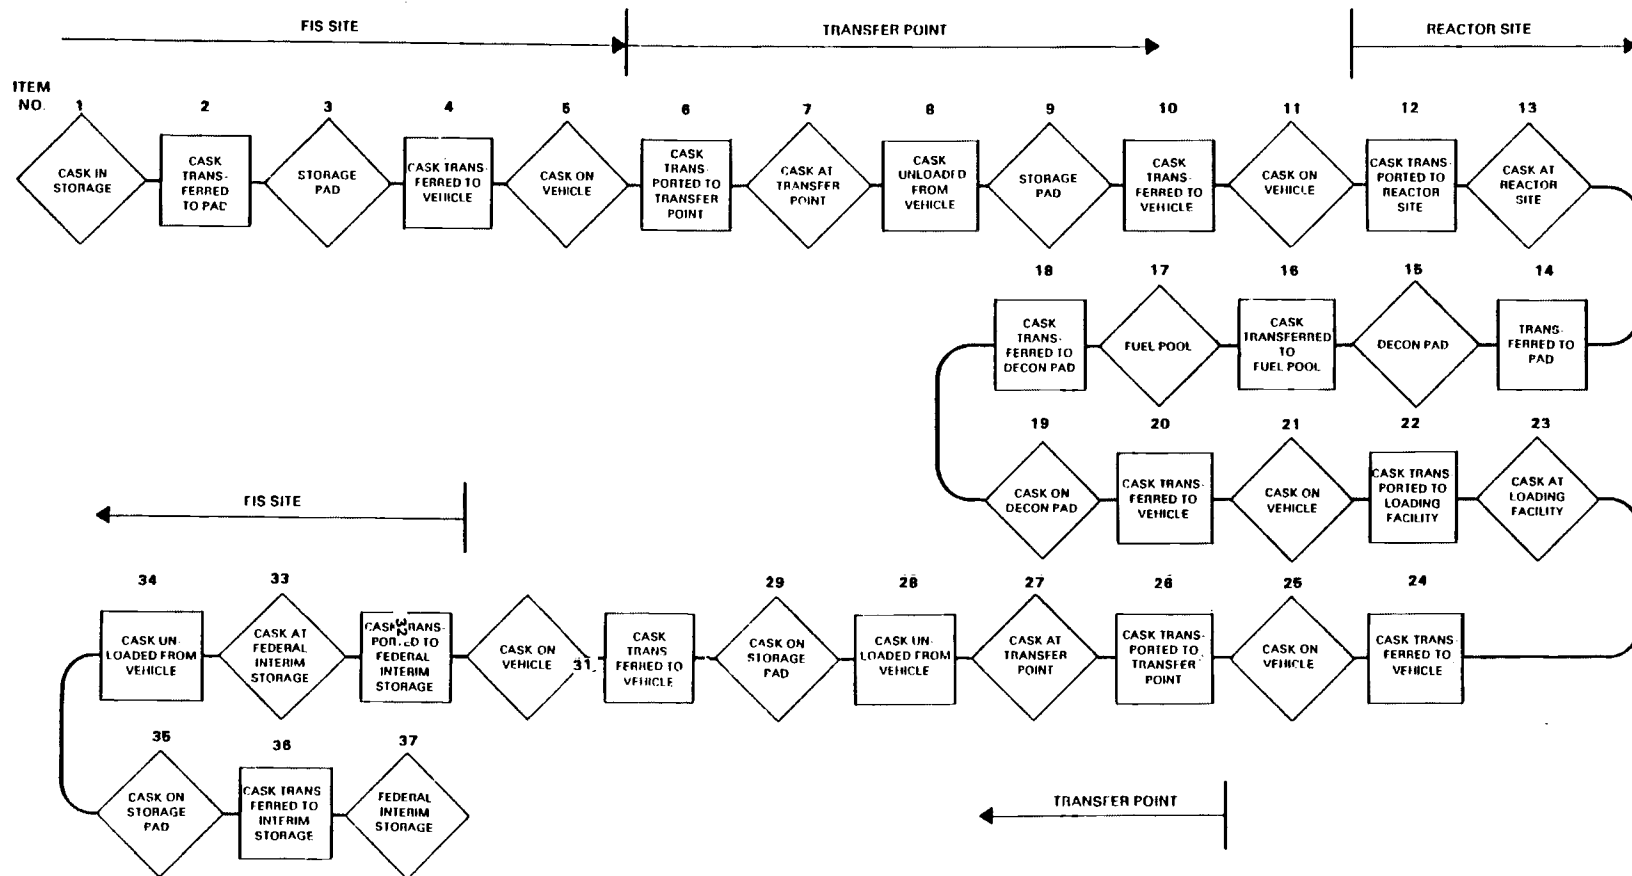 FIS SITE
TRANSFER POINT
REACTOR SITE
ITEM
NO.
1
2
3
4
5
6
7
8
9
10
11
12
13
CASK IN
STORAGE
CASK
TRANS-
FERRED
TO PAD
STORAGE
PAD
CASK TRANS-
FERRED TO
VEHICLE
CASK ON
VEHICLE
CASK
TRANS-
PORTED TO
TRANSFER
POINT
CASK AT
TRANSFER
POINT
CASK
UNLOADED
FROM
VEHICLE
STORAGE
PAD
CASK
TRANS-
FERRED
TO VEHICLE
CASK ON
VEHICLE
CASK TRANS-
PORTED TO
REACTOR
SITE
CASK AT
REACTOR
SITE
18
17
16
15
14
CASK
TRANS-
FERRED TO
DECON PAD
FUEL POOL
CASK
TRANSFERRED
TO
FUEL POOL
DECON PAD
TRANS-
FERRED TO
PAD
19
20
21
22
23
CASK ON
DECON PAD
CASK TRANS-
FERRED TO
VEHICLE
CASK ON
VEHICLE
CASK TRANS
PORTED TO
LOADING
FACILITY
CASK AT
LOADING
FACILITY
FIS SITE
34
33
32
31
29
28
27
26
25
24
CASK UN-
LOADED FROM
VEHICLE
CASK AT
FEDERAL
INTERIM
STORAGE
CASK TRANS-
PORTED TO
FEDERAL
INTERIM
STORAGE
CASK ON
VEHICLE
CASK
TRANS
FERRED TO
VEHICLE
CASK ON
STORAGE
PAD
CASK UN-
LOADED FROM
VEHICLE
CASK AT
TRANSFER
POINT
CASK TRANS-
PORTED TO
TRANSFER
POINT
CASK ON
VEHICLE
CASK TRANS-
FERRED TO
VEHICLE
35
36
37
CASK ON
STORAGE
PAD
CASK TRANS
FERRED TO
INTERIM
STORAGE
FEDERAL
INTERIM
STORAGE
TRANSFER POINT